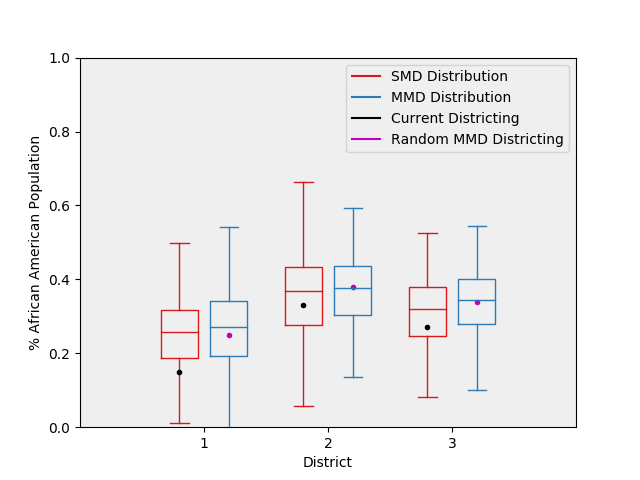 1.0
0.8
0.6
0.4
0.2
0.0
% African American Population
SMD Distribution
MMD Distribution
Current Districting
Random MMD Districting
1
2
3
District